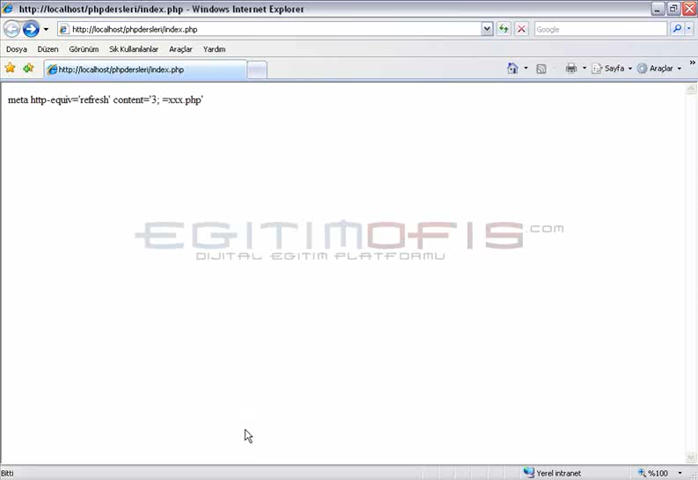 http://localhost/phpdersleri/index.php - Windows Internet Explorer
http://localhost/phpdersleri/index.php
Google
Dosya Düzen Görünüm Sık Kullanılanlar Araçlar Yardım
http://localhost/phpdersleri/index.php
Sayfa Araçlar
meta http-equiv='refresh' content='3; =xxx.php'
EGITIMOFIS.com
DIJITAL EGITIM PLATFORMU
Bitti Yerel intranet %100